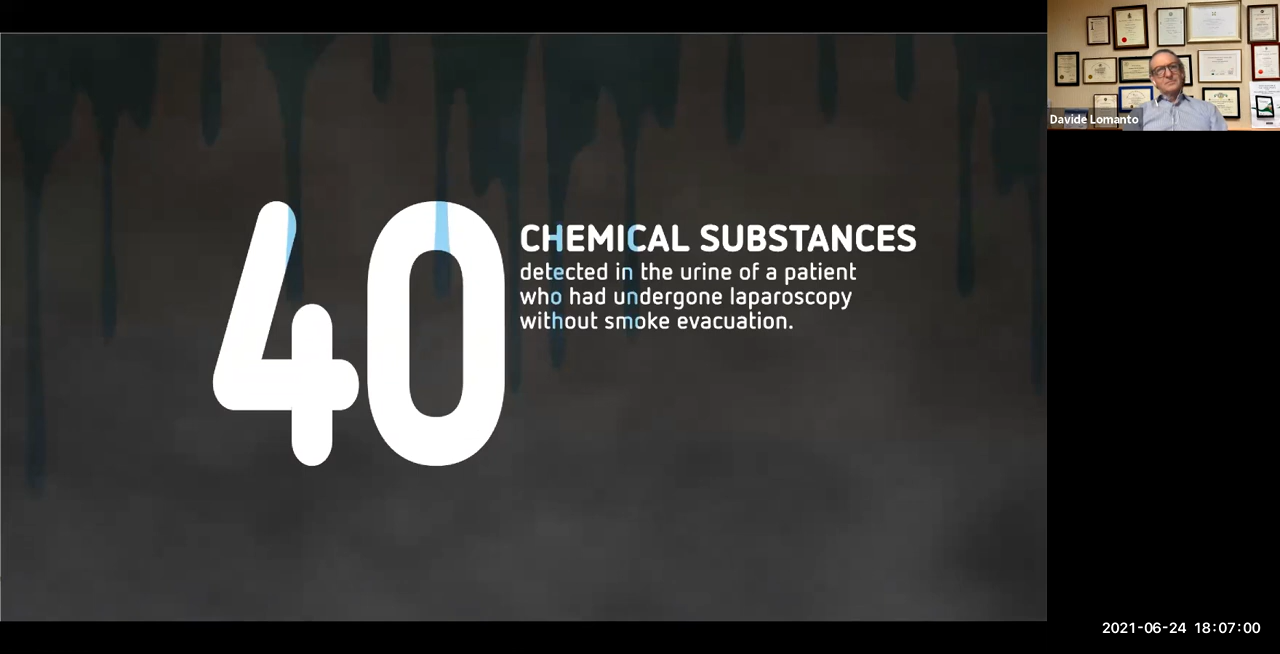 40
CHEMICAL SUBSTANCES
detected in the urine of a patient
who had undergone laparoscopy
without smoke evacuation.
Davide Lomanto
2021-06-24 18:07:00